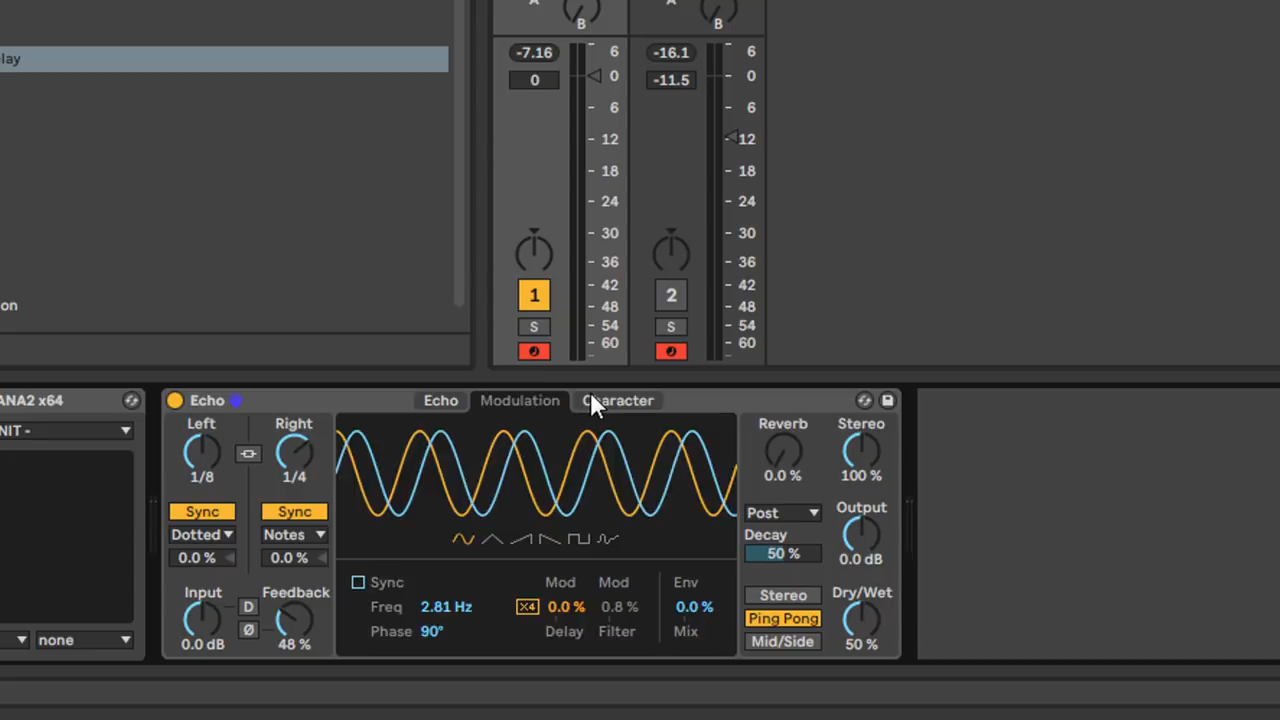 A A
B B
-7.16 6 -16.1 6
0 0 -11.5 0
lay
6 6
12 12
18 18
24 24
30 30
36 36
1 42 2 42
on
48 48
S 54 S 54
60 60
ANA2 x64 Echo Echo Modulation Character
NIT -
Left Right Reverb Stereo
1/8 1/4 0.0 % 100 %
Sync Sync Post Output
Dotted Notes Decay
0.0 % 0.0 % 50 % 0.0 dB
Input Feedback Sync Mod Mod Env Stereo Dry/Wet
D Freq 2.81 Hz X4 0.0 % 0.8 % 0.0 % Ping Pong
none Ø Phase 90° Delay Filter Mix Mid/Side
0.0 dB 48 % 50 %